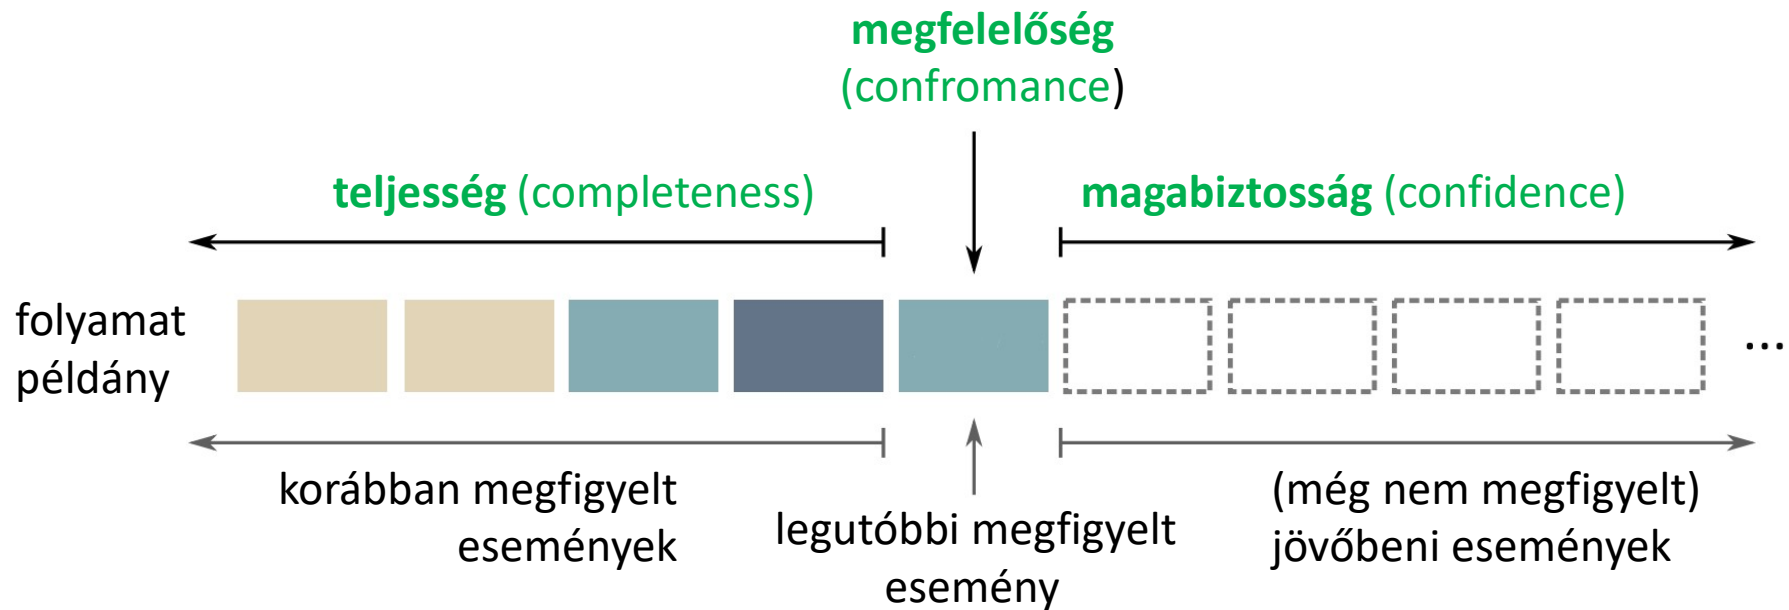 megfelelőség
(confromance)
teljesség (completeness)
magabiztosság (confidence)
folyamat
példány
...
korábban megfigyelt
események
legutóbbi megfigyelt
esemény
(még nem megfigyelt)
jövőbeni események